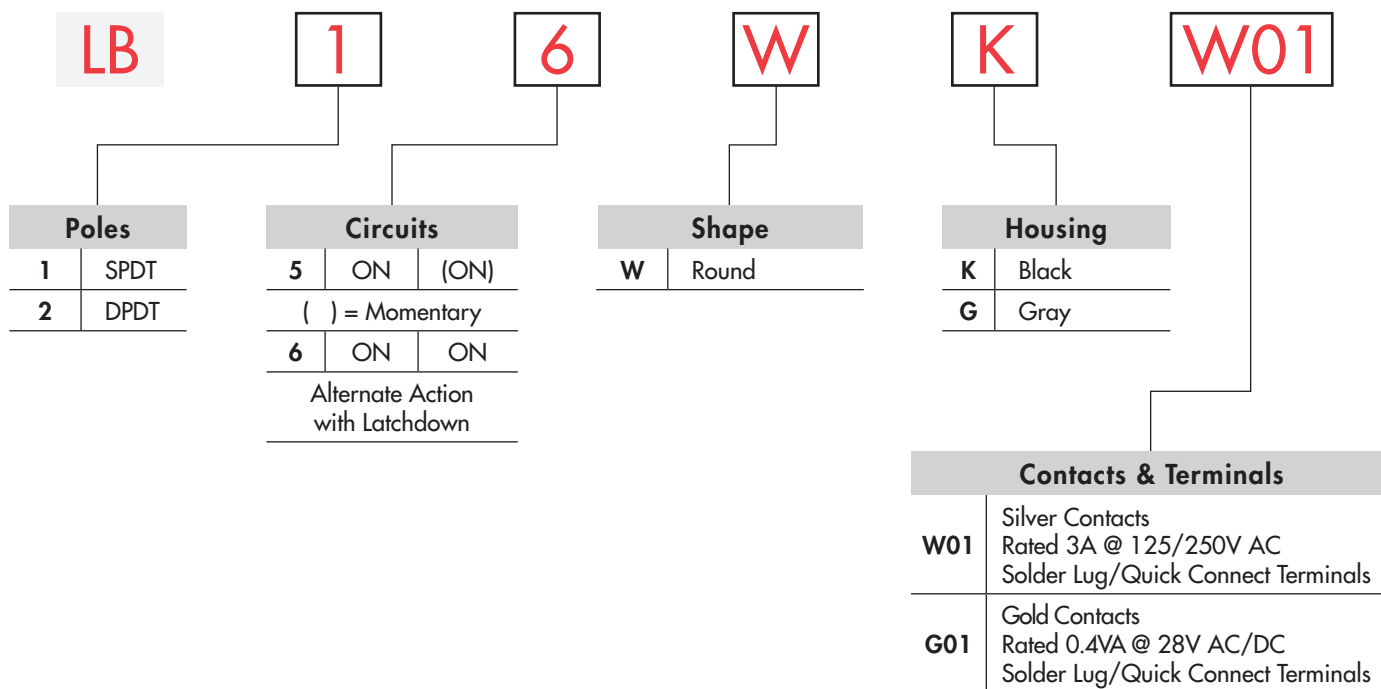 LB 1 6 W K W01
Poles
1 SPDT
2 DPDT
Circuits
5 ON (ON)
( ) = Momentary
6 ON ON
Alternate Action
with Latchdown
Shape
W Round
Housing
K Black
G Gray
Contacts & Terminals
Silver Contacts
W01 Rated 3A @ 125/250V AC
Solder Lug/Quick Connect Terminals
Gold Contacts
G01 Rated 0.4VA @ 28V AC/DC
Solder Lug/Quick Connect Terminals